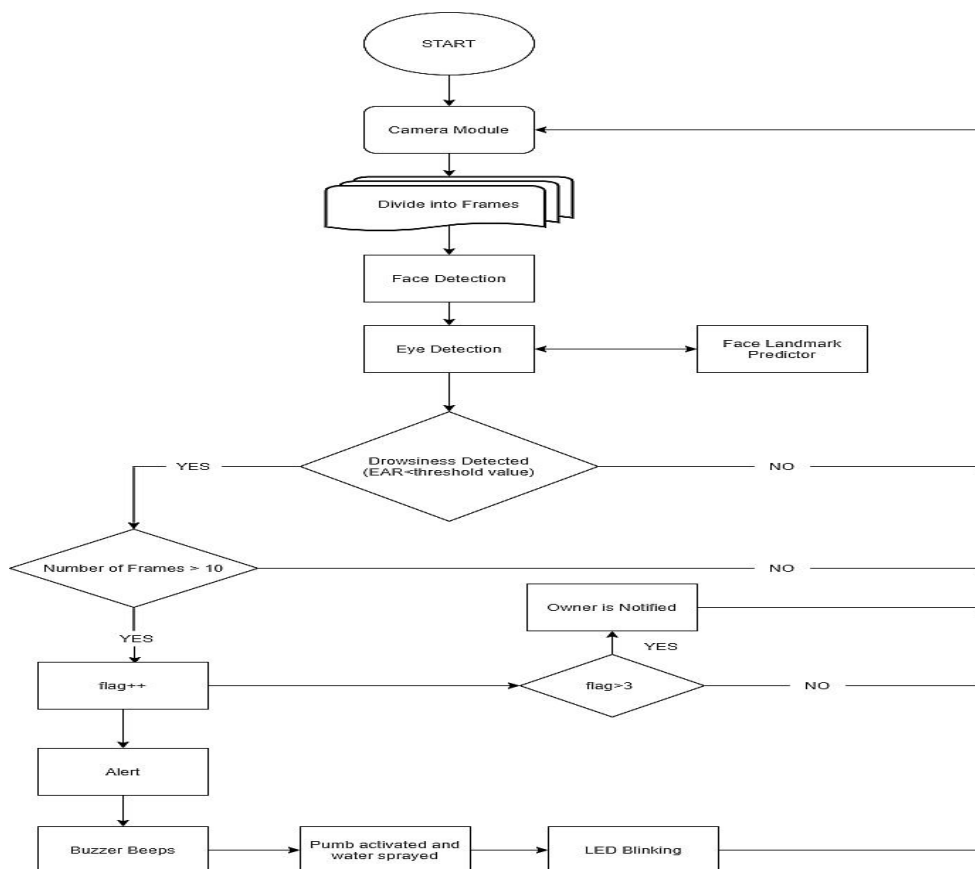 START
Camera Module
Divide into Frames
Face Detection
Eye Detection
Face Landmark
Predictor
Drowsiness Detected
(EAR<threshold value)
YES
NO
Number of Frames > 10
NO
Owner is Notified
YES
YES
flag++
flag>3
NO
Alert
Buzzer Beeps
Pumb activated and
water sprayed
LED Blinking